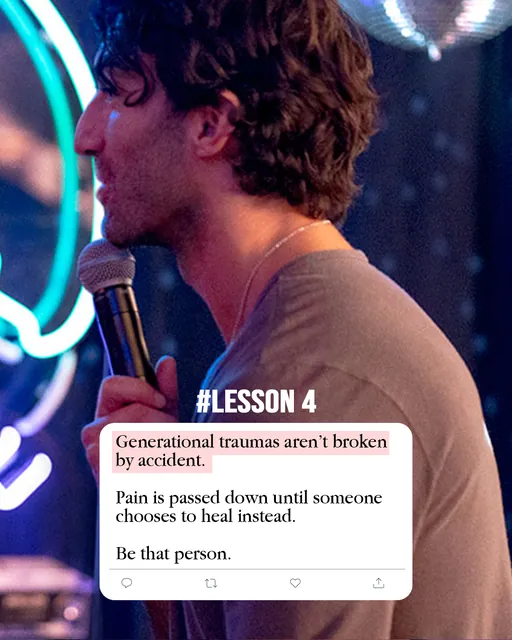 #LESSON 4
Generational traumas aren't broken
by accident.
Pain is passed down until someone
chooses to heal instead.
Be that person.